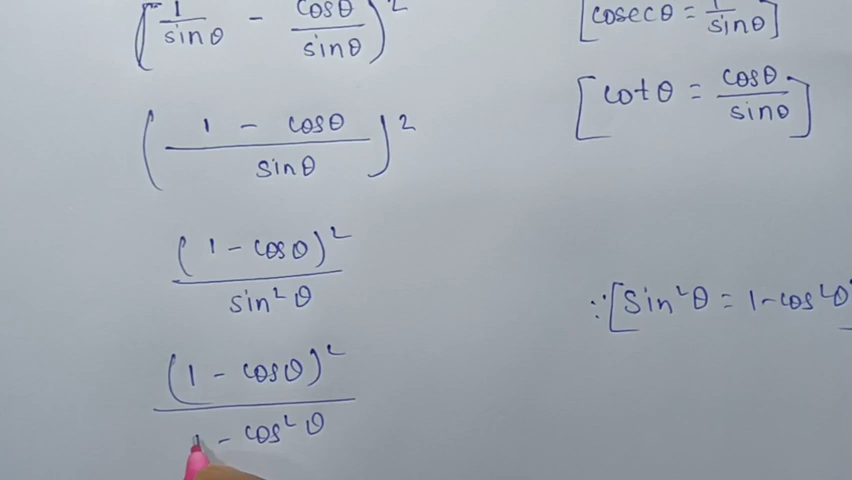 (1/sinθ - cosθ/sinθ)² [cosecθ = 1/sinθ]
[cotθ = cosθ/sinθ]
(1 - cosθ/sinθ)²
(1 - cosθ)²/sin²θ
∵ [Sin²θ = 1-cos²θ
(1 - cosθ)²/1 - cos²θ